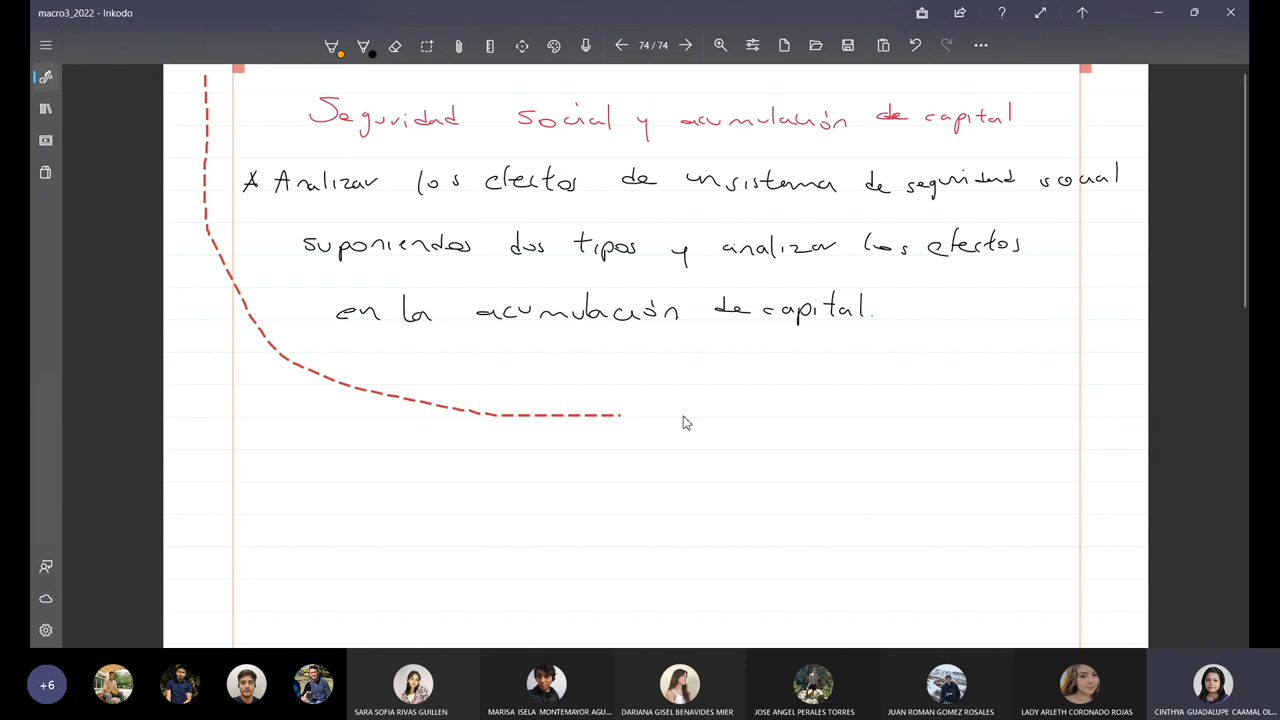 macro3_2022 - Inkodo
74 / 74
Seguridad social y acumulación de capital
* Analizar los efectos de un sistema de seguridad social
suponiendos dos tipos y analizar los efectos
en la acumulación de capital.
+6
SARA SOFIA RIVAS GUILLEN
MARISA ISELA MONTEMAYOR AGU...
DARIANA GISEL BENAVIDES MIER
JOSE ANGEL PERALES TORRES
JUAN ROMAN GOMEZ ROSALES
LADY ARLETH CORONADO ROJAS
CINTHYA GUADALUPE CAAMAL OL...